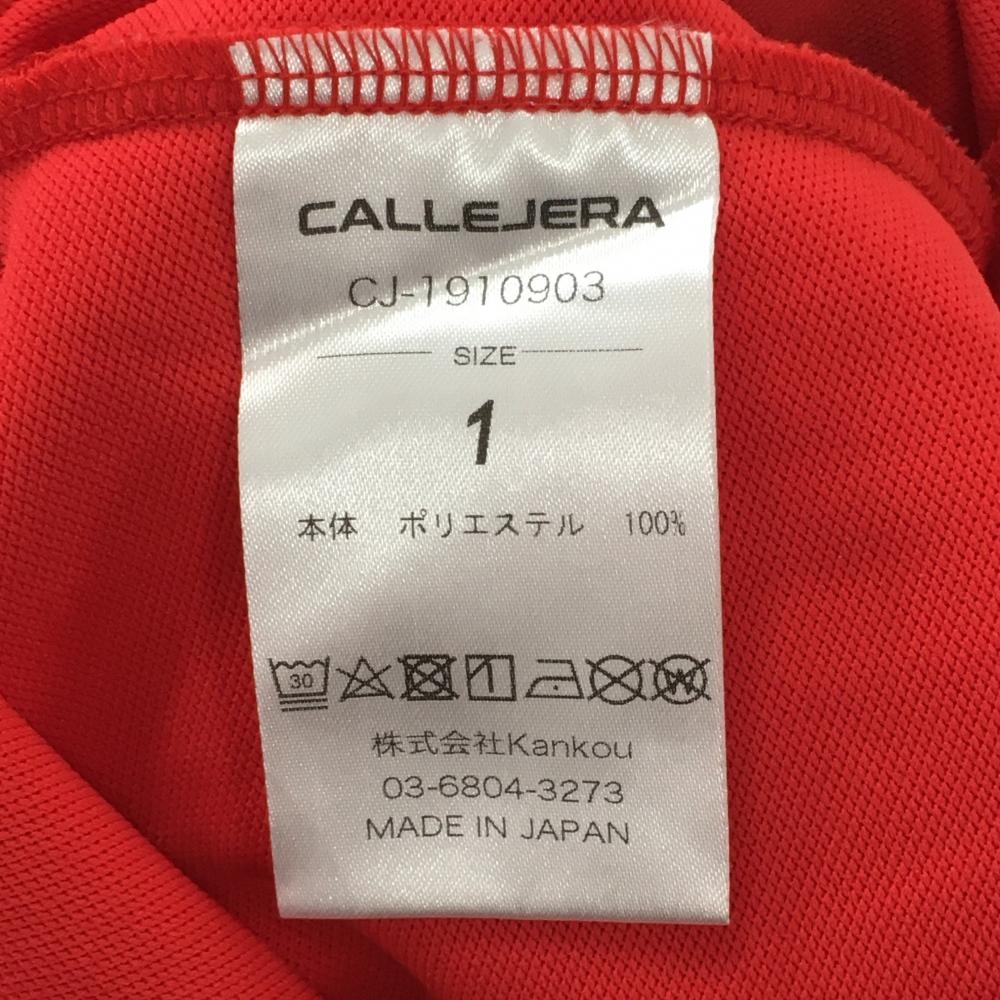 CALLEJERA
CJ-1910903
SIZE
1
本体 ポリエステル 100%
30
W
株式会社Kankou
03-6804-3273
MADE IN JAPAN